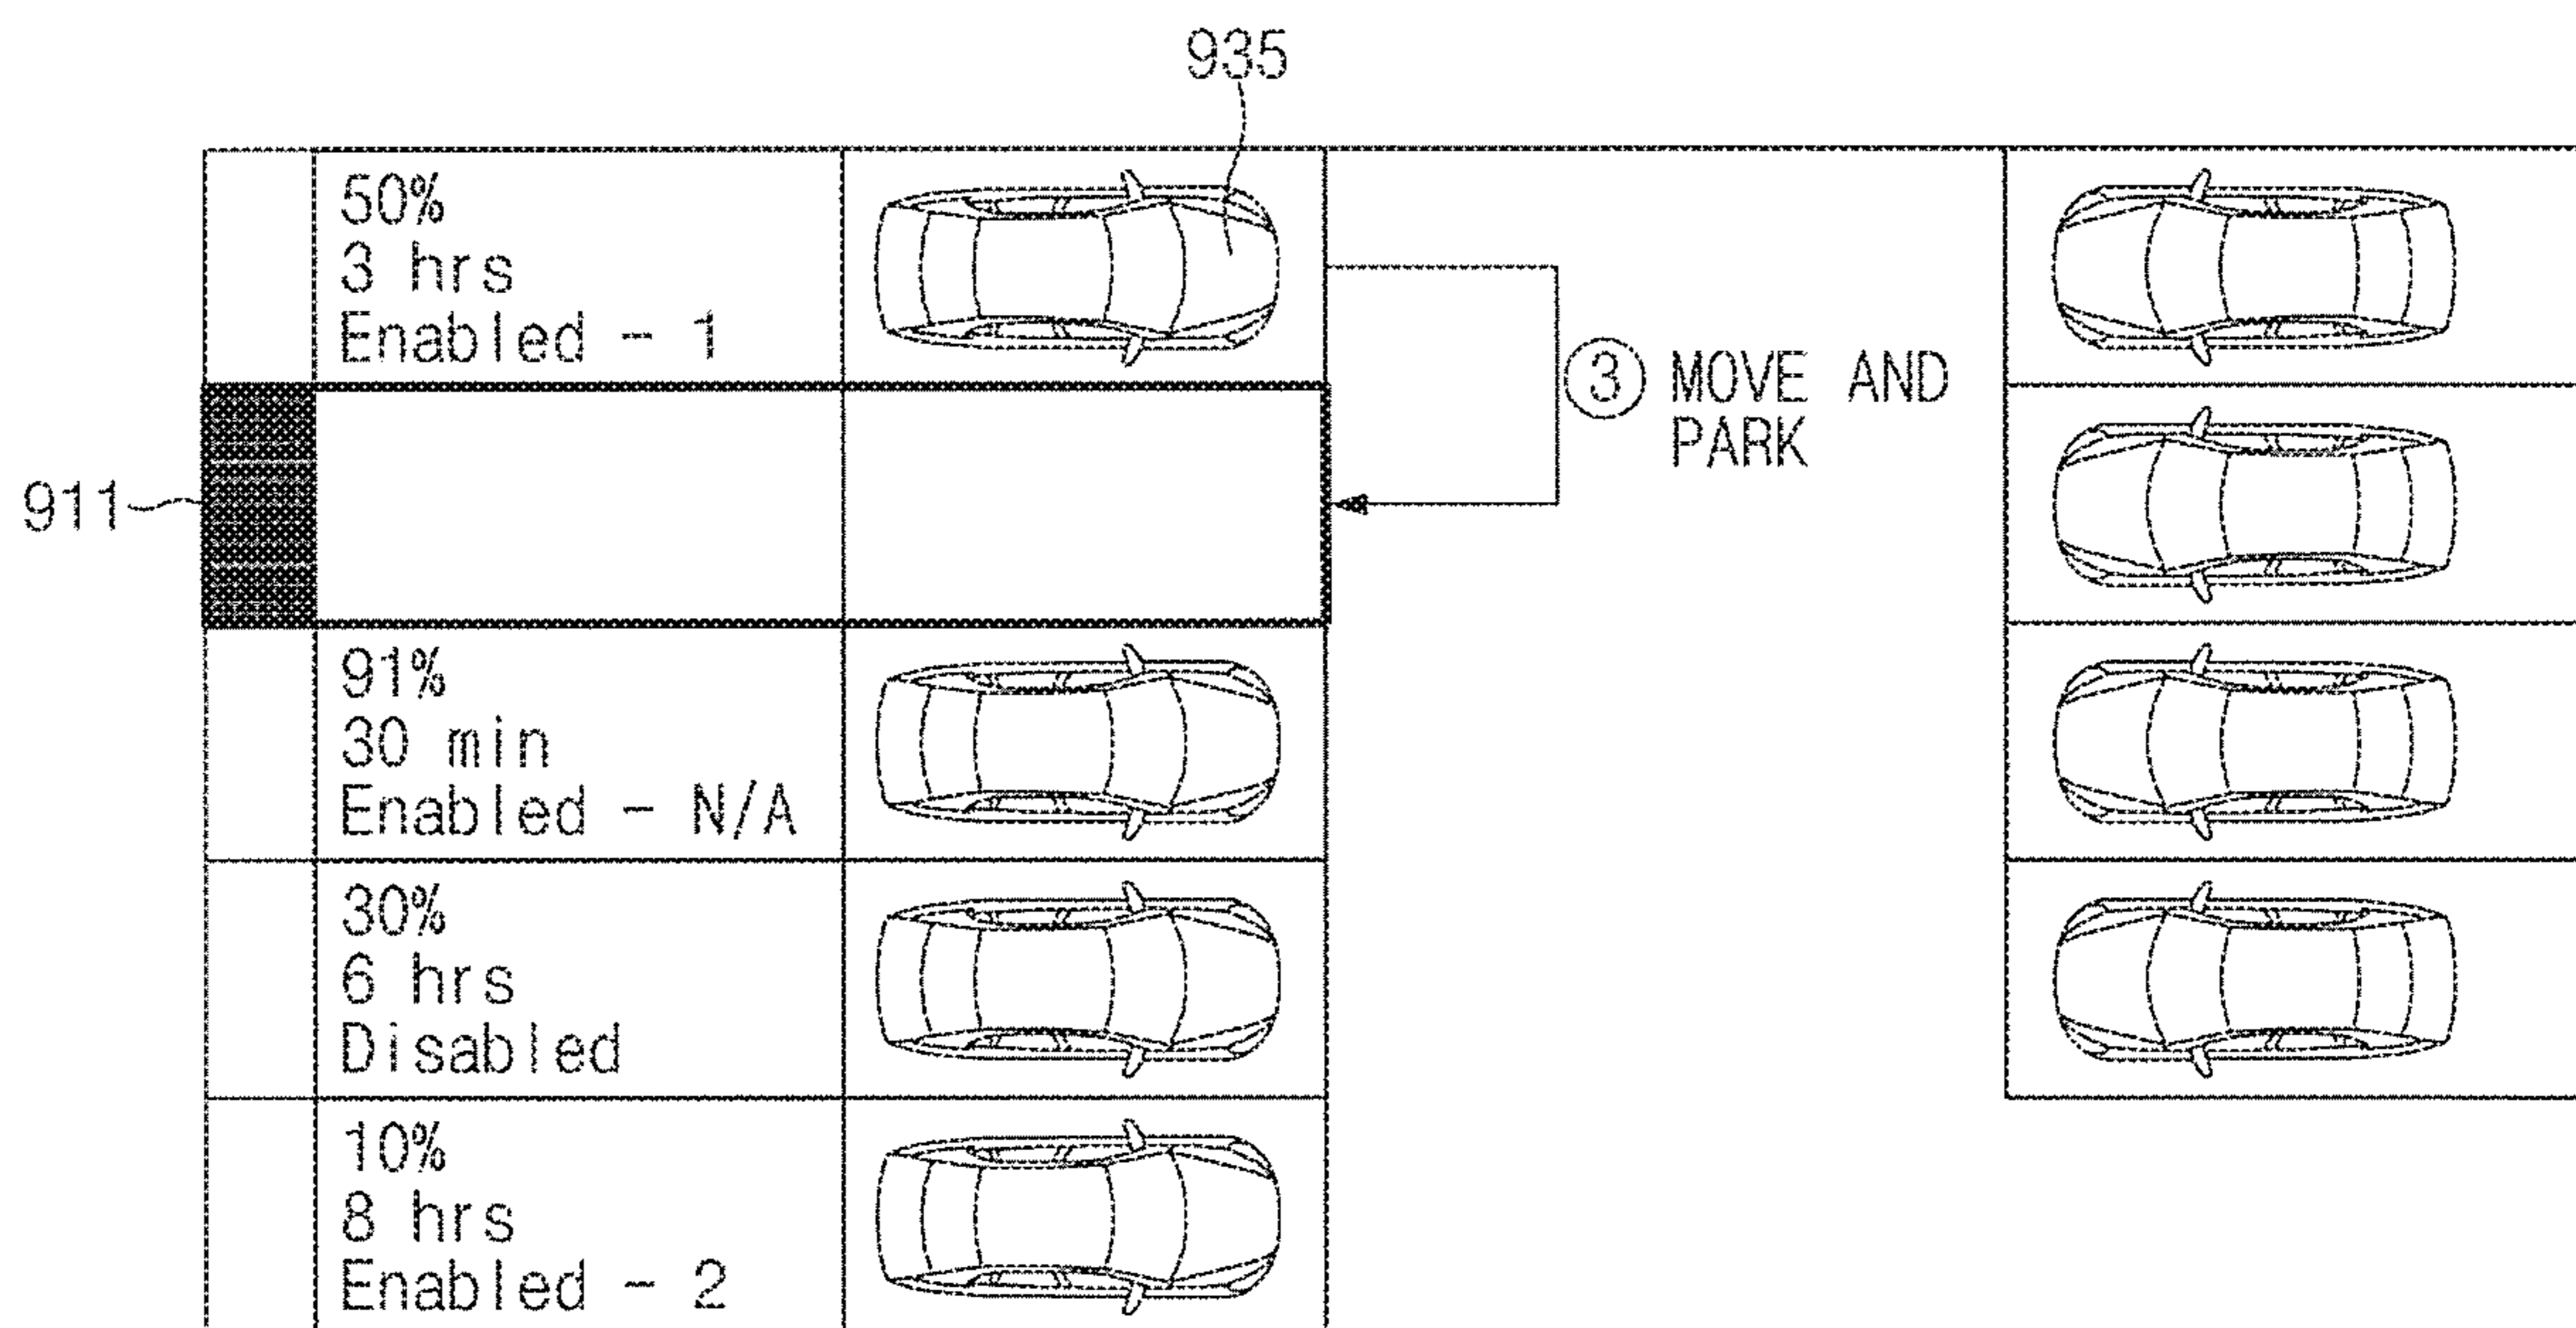 935
50%
3 hrs
Enabled - 1
③ MOVE AND
PARK
911
91%
30 min
Enabled - N/A
30%
6 hrs
Disabled
10%
8 hrs
Enabled - 2